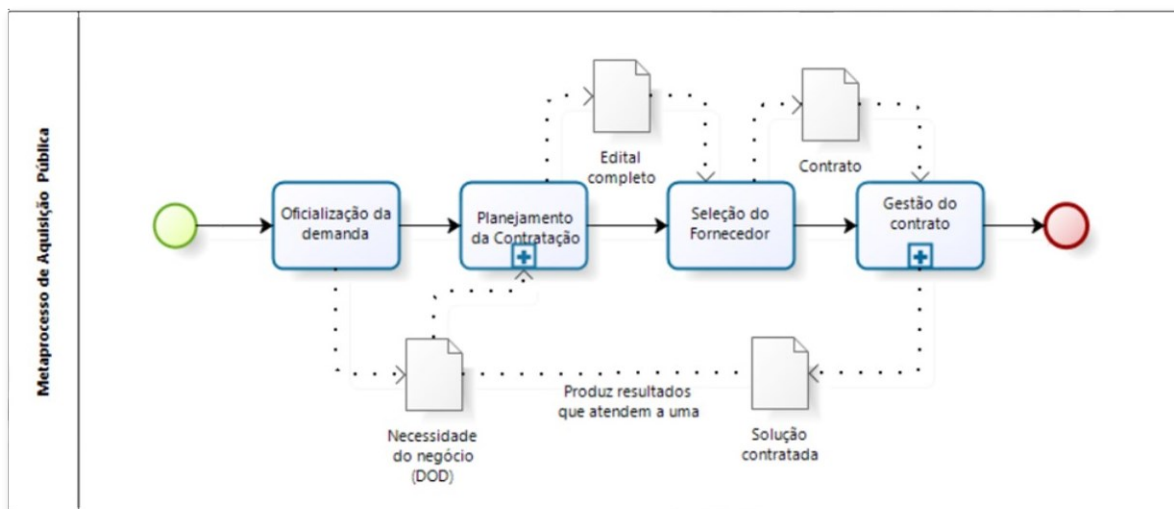 Metaprocesso de Aquisição Pública
Edital
completo
Contrato
Oficialização da
demanda
Planejamento
da Contratação
Seleção do
Fornecedor
Gestão do
contrato
Produz resultados
que atendem a uma
Necessidade
do negócio
(DOD)
Solução
contratada